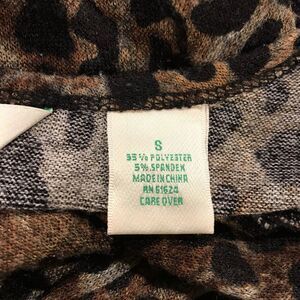 S
95% POLYESTER
5% SPANDEX
MADE IN CHINA
RN 61624
CARE OVER